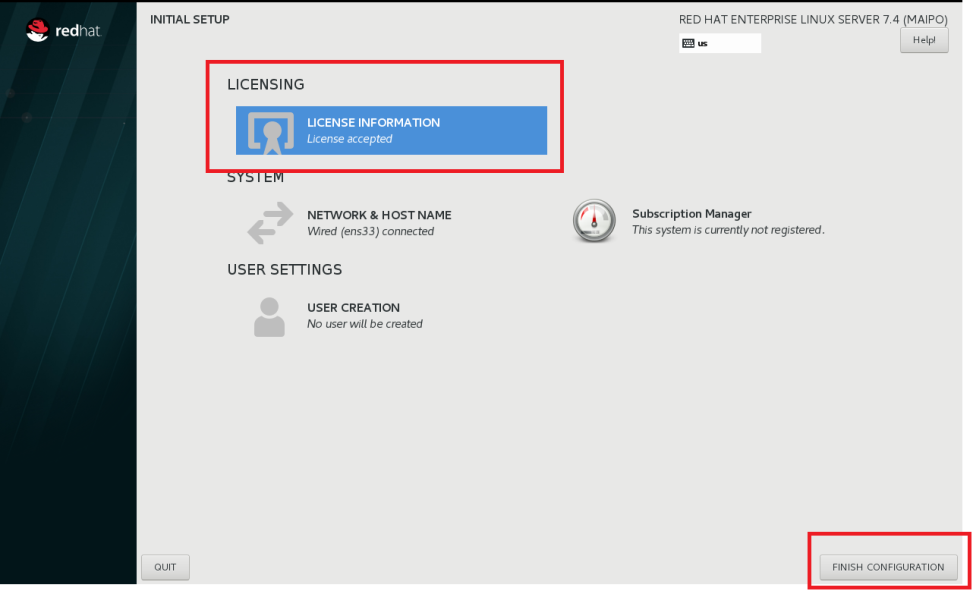 redhat.
INITIAL SETUP
RED HAT ENTERPRISE LINUX SERVER 7.4 (MAIPO)
us
Help!
LICENSING
LICENSE INFORMATION
License accepted
SYSTEM
NETWORK & HOST NAME
Wired (ens33) connected
Subscription Manager
This system is currently not registered.
USER SETTINGS
USER CREATION
No user will be created
QUIT
FINISH CONFIGURATION